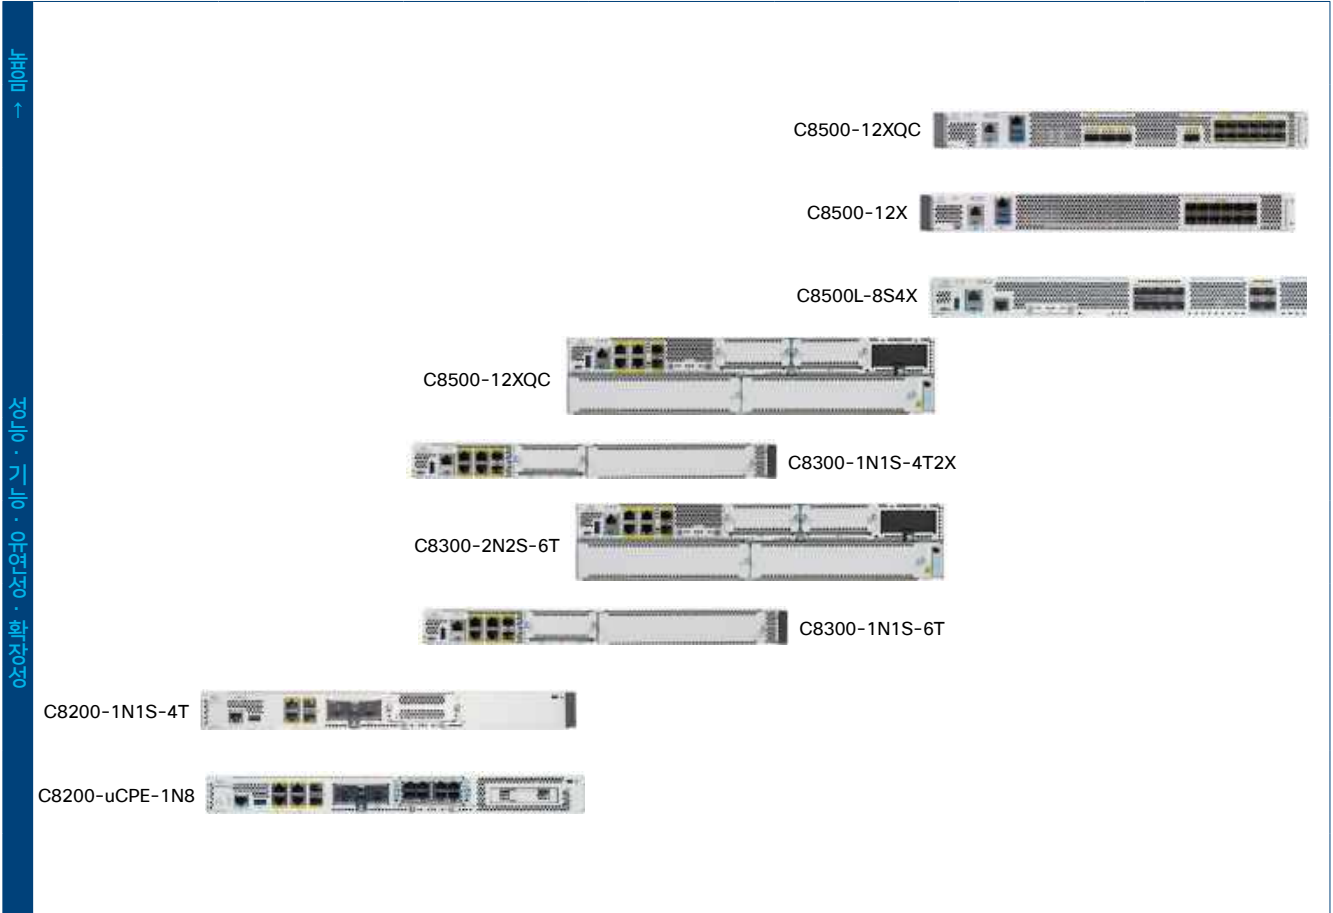 높음 →
성능 · 기능 · 유연성 · 확장성
C8500-12XQC
C8500-12X
C8500L-8S4X
C8500-12XQC
C8300-1N1S-4T2X
C8300-2N2S-6T
C8300-1N1S-6T
C8200-1N1S-4T
C8200-uCPE-1N8